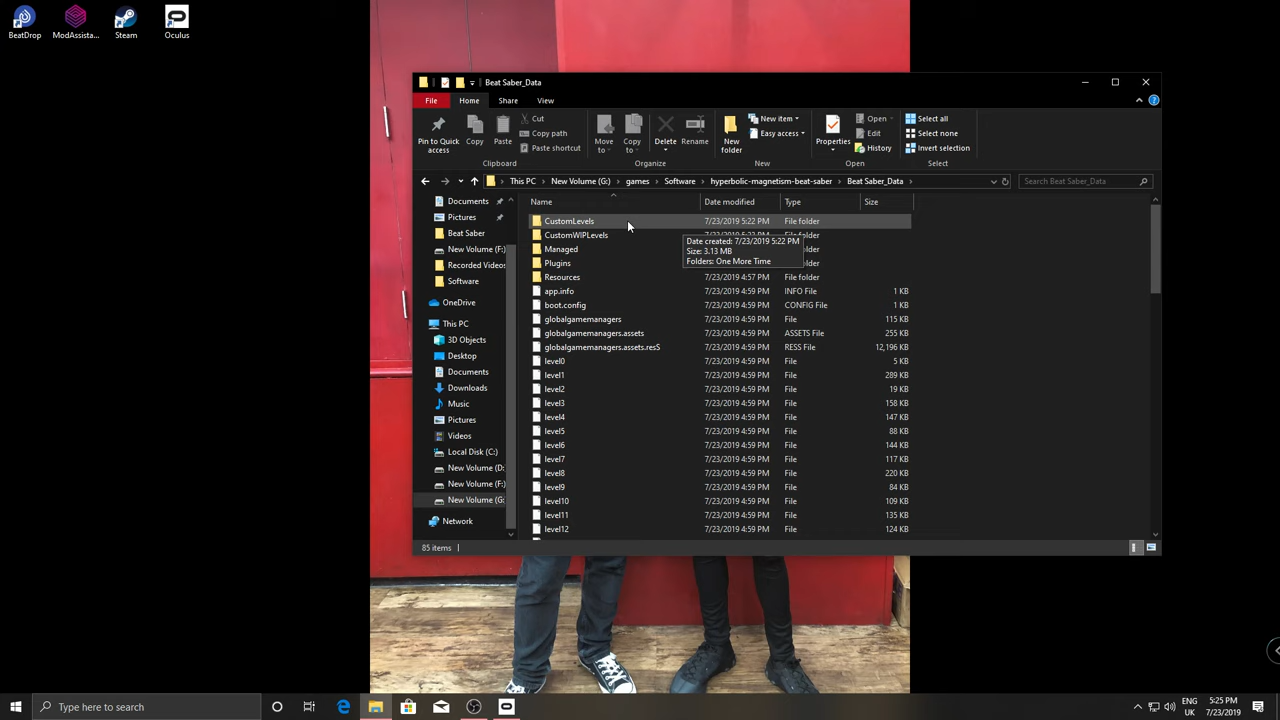 BeatDrop
ModAssista...
Steam
Oculus
Beat Saber_Data
File
Home
Share
View
Pin to Quick access
Copy
Paste
Cut
Copy path
Paste shortcut
Clipboard
Move to
Copy to
Delete
Rename
Organize
New folder
New item
Easy access
New
Properties
Open
Edit
History
Open
Select all
Select none
Invert selection
Select
This PC
New Volume (G:)
games
Software
hyperbolic-magnetism-beat-saber
Beat Saber_Data
Search Beat Saber_Data
Documents
Pictures
Beat Saber
New Volume (F:)
Recorded Videos
Software
OneDrive
This PC
3D Objects
Desktop
Documents
Downloads
Music
Pictures
Videos
Local Disk (C:)
New Volume (D:
New Volume (F:)
New Volume (G:
Network
Name Date modified Type Size
CustomLevels 7/23/2019 5:22 PM File folder
CustomWIPLevels
Managed
Plugins
Resources 7/23/2019 4:57 PM File folder
Date created: 7/23/2019 5:22 PM
Size: 3.13 MB
Folders: One More Time
app.info 7/23/2019 4:59 PM INFO File 1 KB
boot.config 7/23/2019 4:59 PM CONFIG File 1 KB
globalgamemanagers 7/23/2019 4:59 PM File 115 KB
globalgamemanagers.assets 7/23/2019 4:59 PM ASSETS File 255 KB
globalgamemanagers.assets.resS 7/23/2019 4:59 PM RESS File 12,196 KB
level0 7/23/2019 4:59 PM File 5 KB
level1 7/23/2019 4:59 PM File 289 KB
level2 7/23/2019 4:59 PM File 19 KB
level3 7/23/2019 4:59 PM File 158 KB
level4 7/23/2019 4:59 PM File 147 KB
level5 7/23/2019 4:59 PM File 88 KB
level6 7/23/2019 4:59 PM File 144 KB
level7 7/23/2019 4:59 PM File 117 KB
level8 7/23/2019 4:59 PM File 220 KB
level9 7/23/2019 4:59 PM File 84 KB
level10 7/23/2019 4:59 PM File 109 KB
level11 7/23/2019 4:59 PM File 135 KB
level12 7/23/2019 4:59 PM File 124 KB
85 items
Type here to search
ENG
UK
5:25 PM
7/23/2019